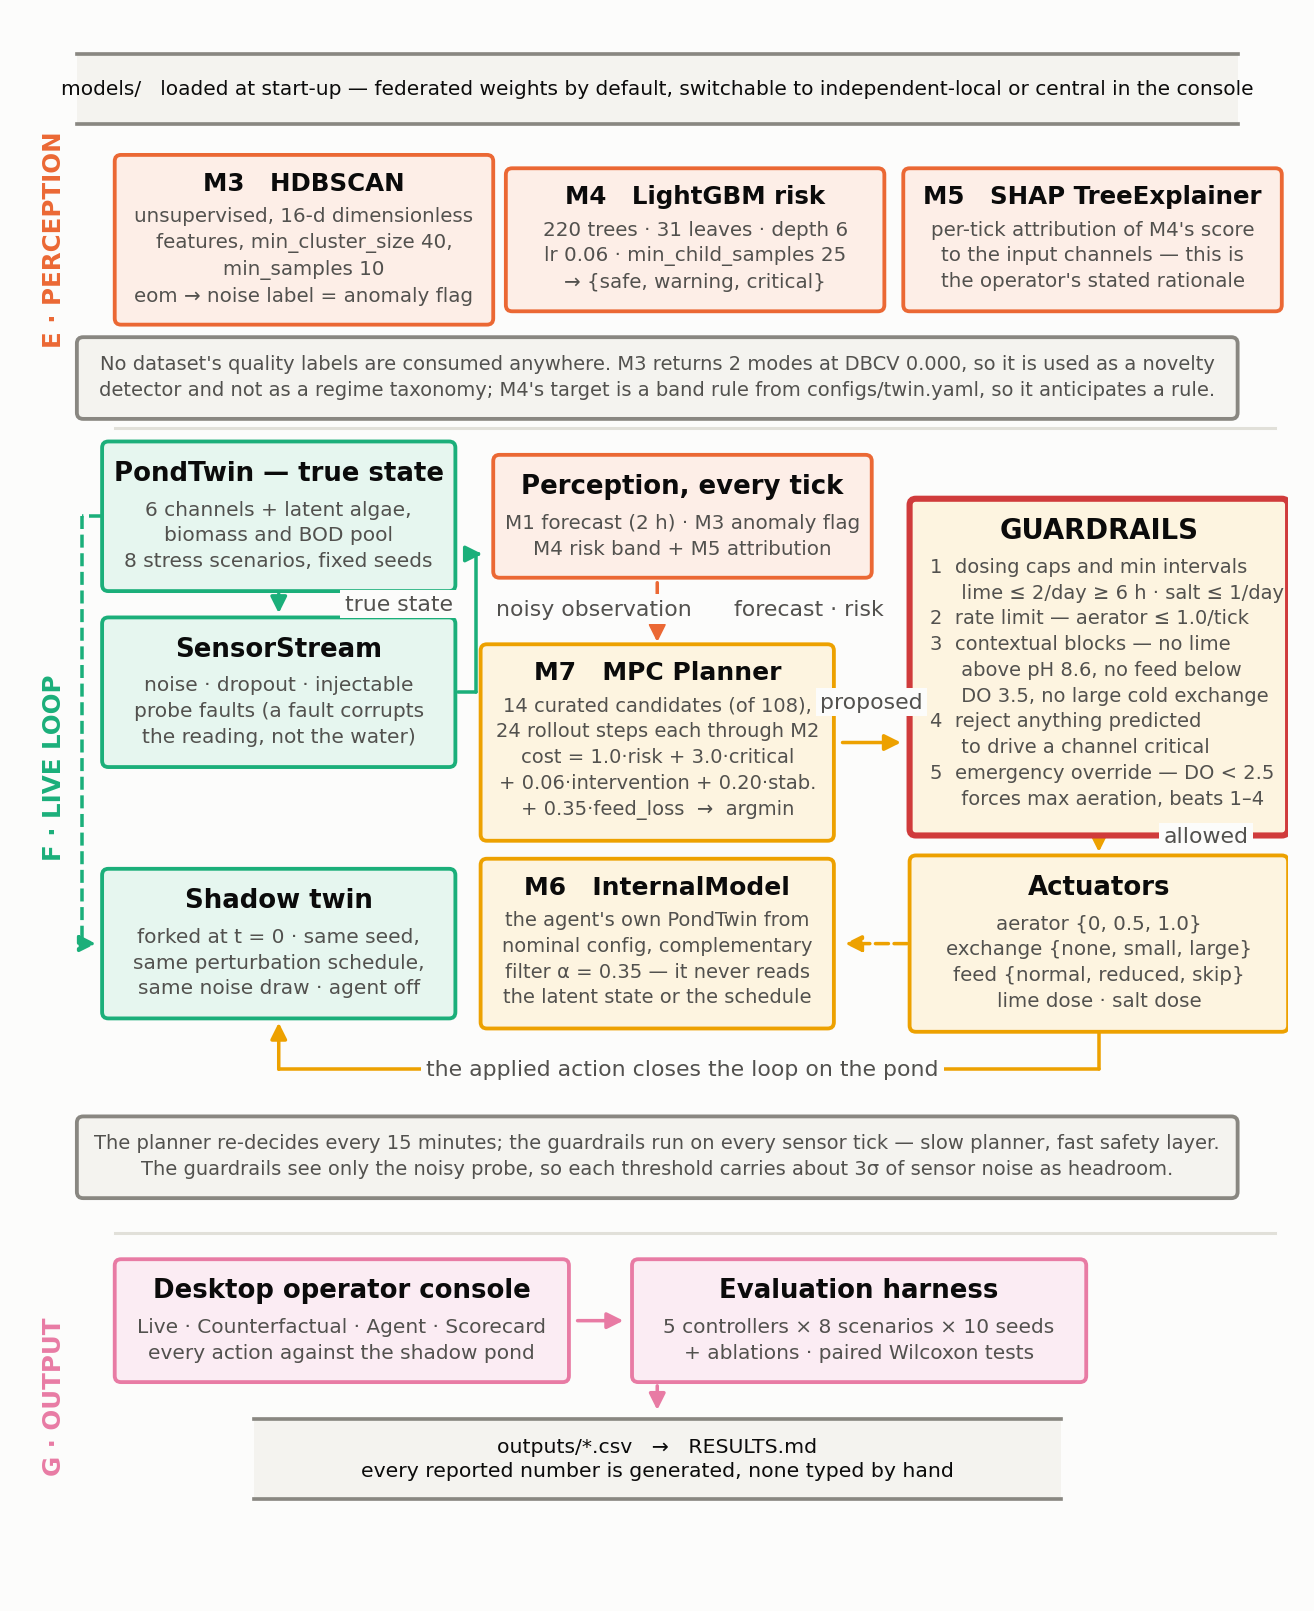 models/   loaded at start-up — federated weights by default, switchable to independent-local or central in the console
E · PERCEPTION
M3   HDBSCAN
unsupervised, 16-d dimensionless
features, min_cluster_size 40,
min_samples 10
eom → noise label = anomaly flag
M4   LightGBM risk
220 trees · 31 leaves · depth 6
lr 0.06 · min_child_samples 25
→ {safe, warning, critical}
M5   SHAP TreeExplainer
per-tick attribution of M4's score
to the input channels — this is
the operator's stated rationale
No dataset's quality labels are consumed anywhere. M3 returns 2 modes at DBCV 0.000, so it is used as a novelty
detector and not as a regime taxonomy; M4's target is a band rule from configs/twin.yaml, so it anticipates a rule.
F · LIVE LOOP
PondTwin — true state
6 channels + latent algae,
biomass and BOD pool
8 stress scenarios, fixed seeds
true state
SensorStream
noise · dropout · injectable
probe faults (a fault corrupts
the reading, not the water)
Perception, every tick
M1 forecast (2 h) · M3 anomaly flag
M4 risk band + M5 attribution
noisy observation
forecast · risk
M7   MPC Planner
14 curated candidates (of 108),
24 rollout steps each through M2
cost = 1.0·risk + 3.0·critical
+ 0.06·intervention + 0.20·stab.
+ 0.35·feed_loss  →  argmin
proposed
GUARDRAILS
1  dosing caps and min intervals
lime ≤ 2/day ≥ 6 h · salt ≤ 1/day
2  rate limit — aerator ≤ 1.0/tick
3  contextual blocks — no lime
above pH 8.6, no feed below
DO 3.5, no large cold exchange
4  reject anything predicted
to drive a channel critical
5  emergency override — DO < 2.5
forces max aeration, beats 1–4
allowed
Shadow twin
forked at t = 0 · same seed,
same perturbation schedule,
same noise draw · agent off
M6   InternalModel
the agent's own PondTwin from
nominal config, complementary
filter α = 0.35 — it never reads
the latent state or the schedule
Actuators
aerator {0, 0.5, 1.0}
exchange {none, small, large}
feed {normal, reduced, skip}
lime dose · salt dose
the applied action closes the loop on the pond
The planner re-decides every 15 minutes; the guardrails run on every sensor tick — slow planner, fast safety layer.
The guardrails see only the noisy probe, so each threshold carries about 3σ of sensor noise as headroom.
G · OUTPUT
Desktop operator console
Live · Counterfactual · Agent · Scorecard
every action against the shadow pond
Evaluation harness
5 controllers × 8 scenarios × 10 seeds
+ ablations · paired Wilcoxon tests
outputs/*.csv   →   RESULTS.md
every reported number is generated, none typed by hand